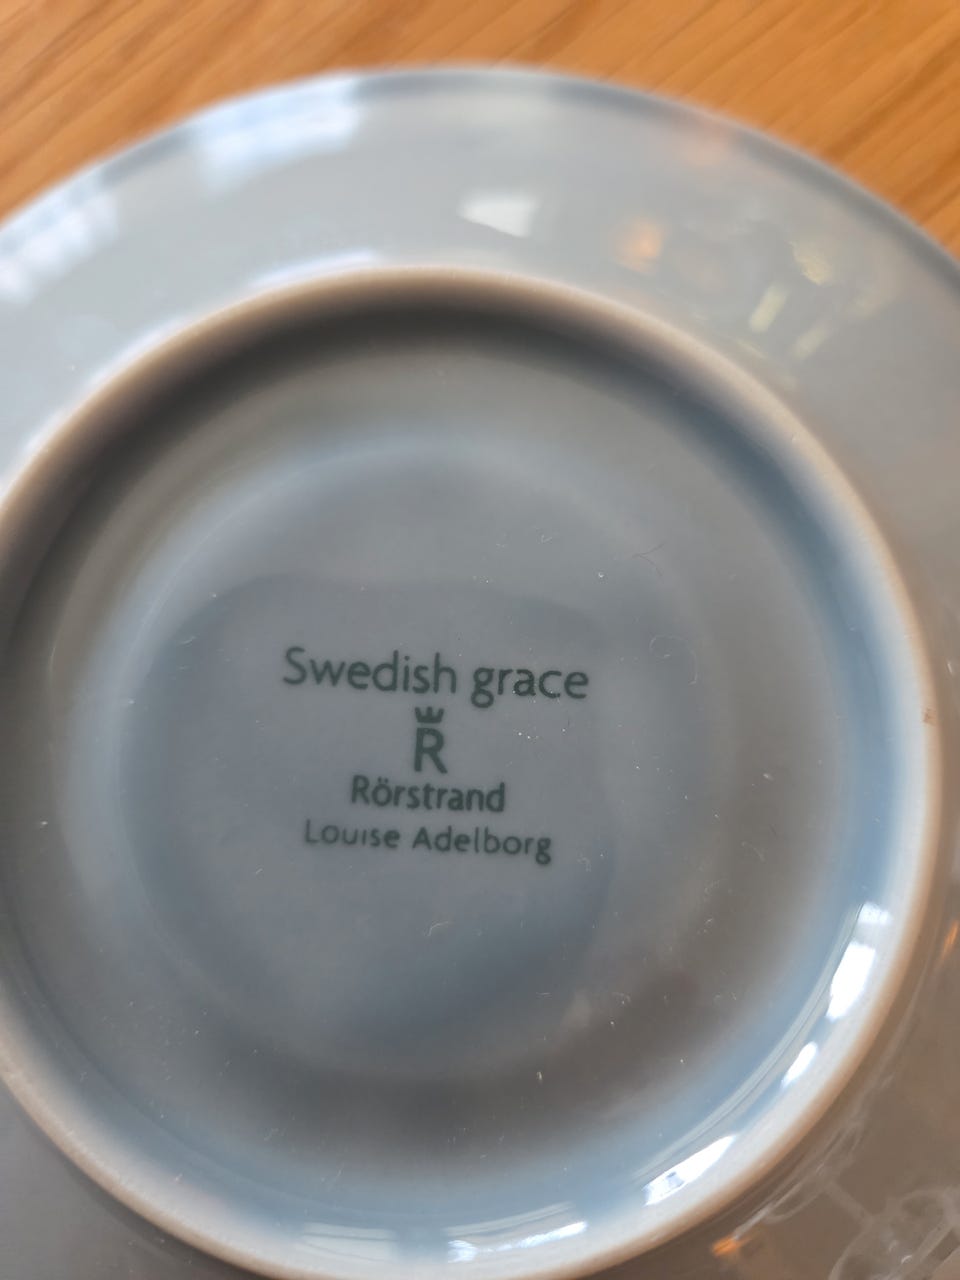 Swedish grace
R
Rörstrand
Louise Adelborg